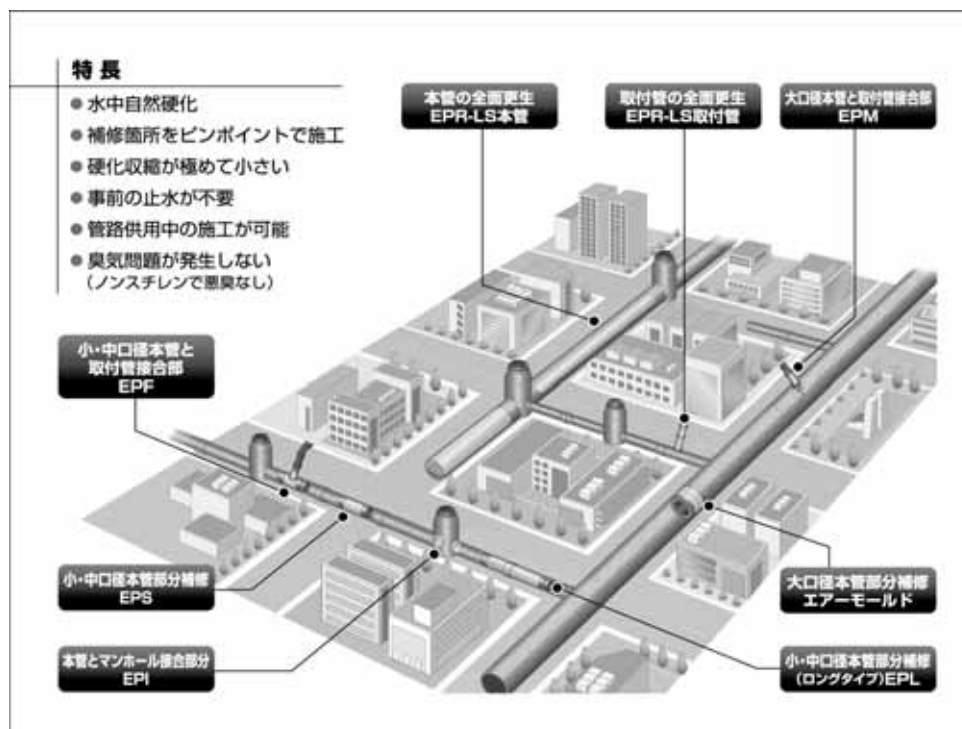 特長
● 水中自然硬化
● 補修箇所をピンポイントで施工
● 硬化収縮が極めて小さい
● 事前の止水が不要
● 管路供用中の施工が可能
● 臭気問題が発生しない
(ノンスチレンで悪臭なし)
本管の全面更生
EPR-LS本管
取付管の全面更生
EPR-LS取付管
大口径本管と取付管接合部
EPM
小・中口径本管と
取付管接合部
EPF
小・中口径本管部分補修
EPS
本管とマンホール接合部分
EPI
大口径本管部分補修
エアーモールド
小・中口径本管部分補修
(ロングタイプ)EPL